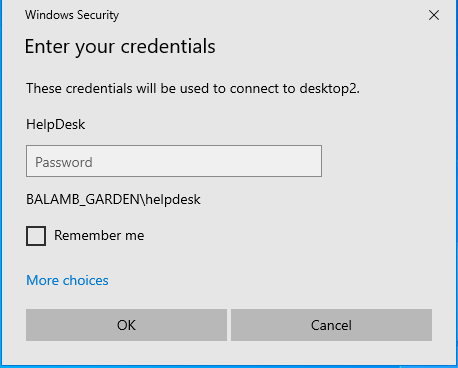 Windows Security
Enter your credentials
These credentials will be used to connect to desktop2.
HelpDesk
Password
BALAMB_GARDEN\helpdesk
Remember me
More choices
OK
Cancel